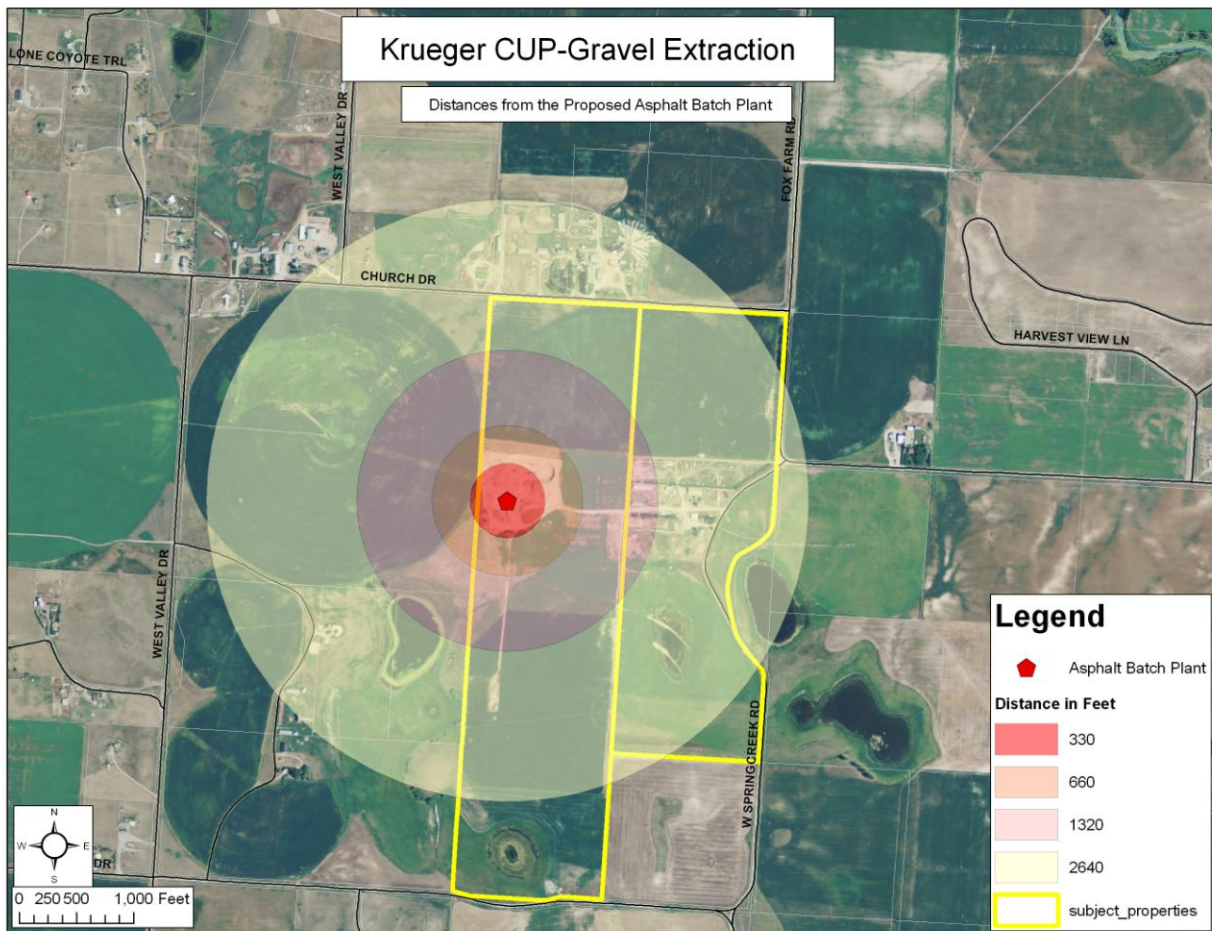 Krueger CUP-Gravel Extraction
Distances from the Proposed Asphalt Batch Plant
LONE COYOTE TRL
WEST VALLEY DR
FOX FARM RD
CHURCH DR
HARVEST VIEW LN
WEST VALLEY DR
W SPRINGCREEK RD
DR
Legend
Asphalt Batch Plant
Distance in Feet
330
660
1320
2640
subject_properties
N
W E
S
0 250 500 1,000 Feet